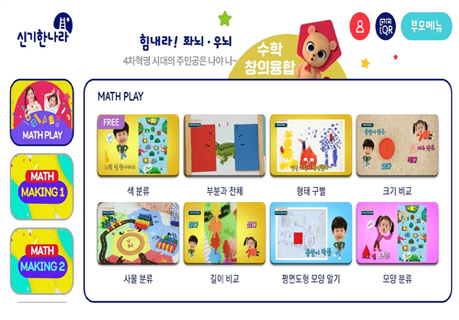 신기한나라
힘내라! 좌뇌·우뇌
4차혁명 시대의 주인공은 나야 나~
수학
창의융합
QR
부모메뉴
MATH PLAY
MATH
MAKING 1
MATH
MAKING 2
MATH PLAY
FREE
색 분류
부분과 전체
형태 구별
크기 비교
사물 분류
길이 비교
평면도형 모양 알기
모양 분류